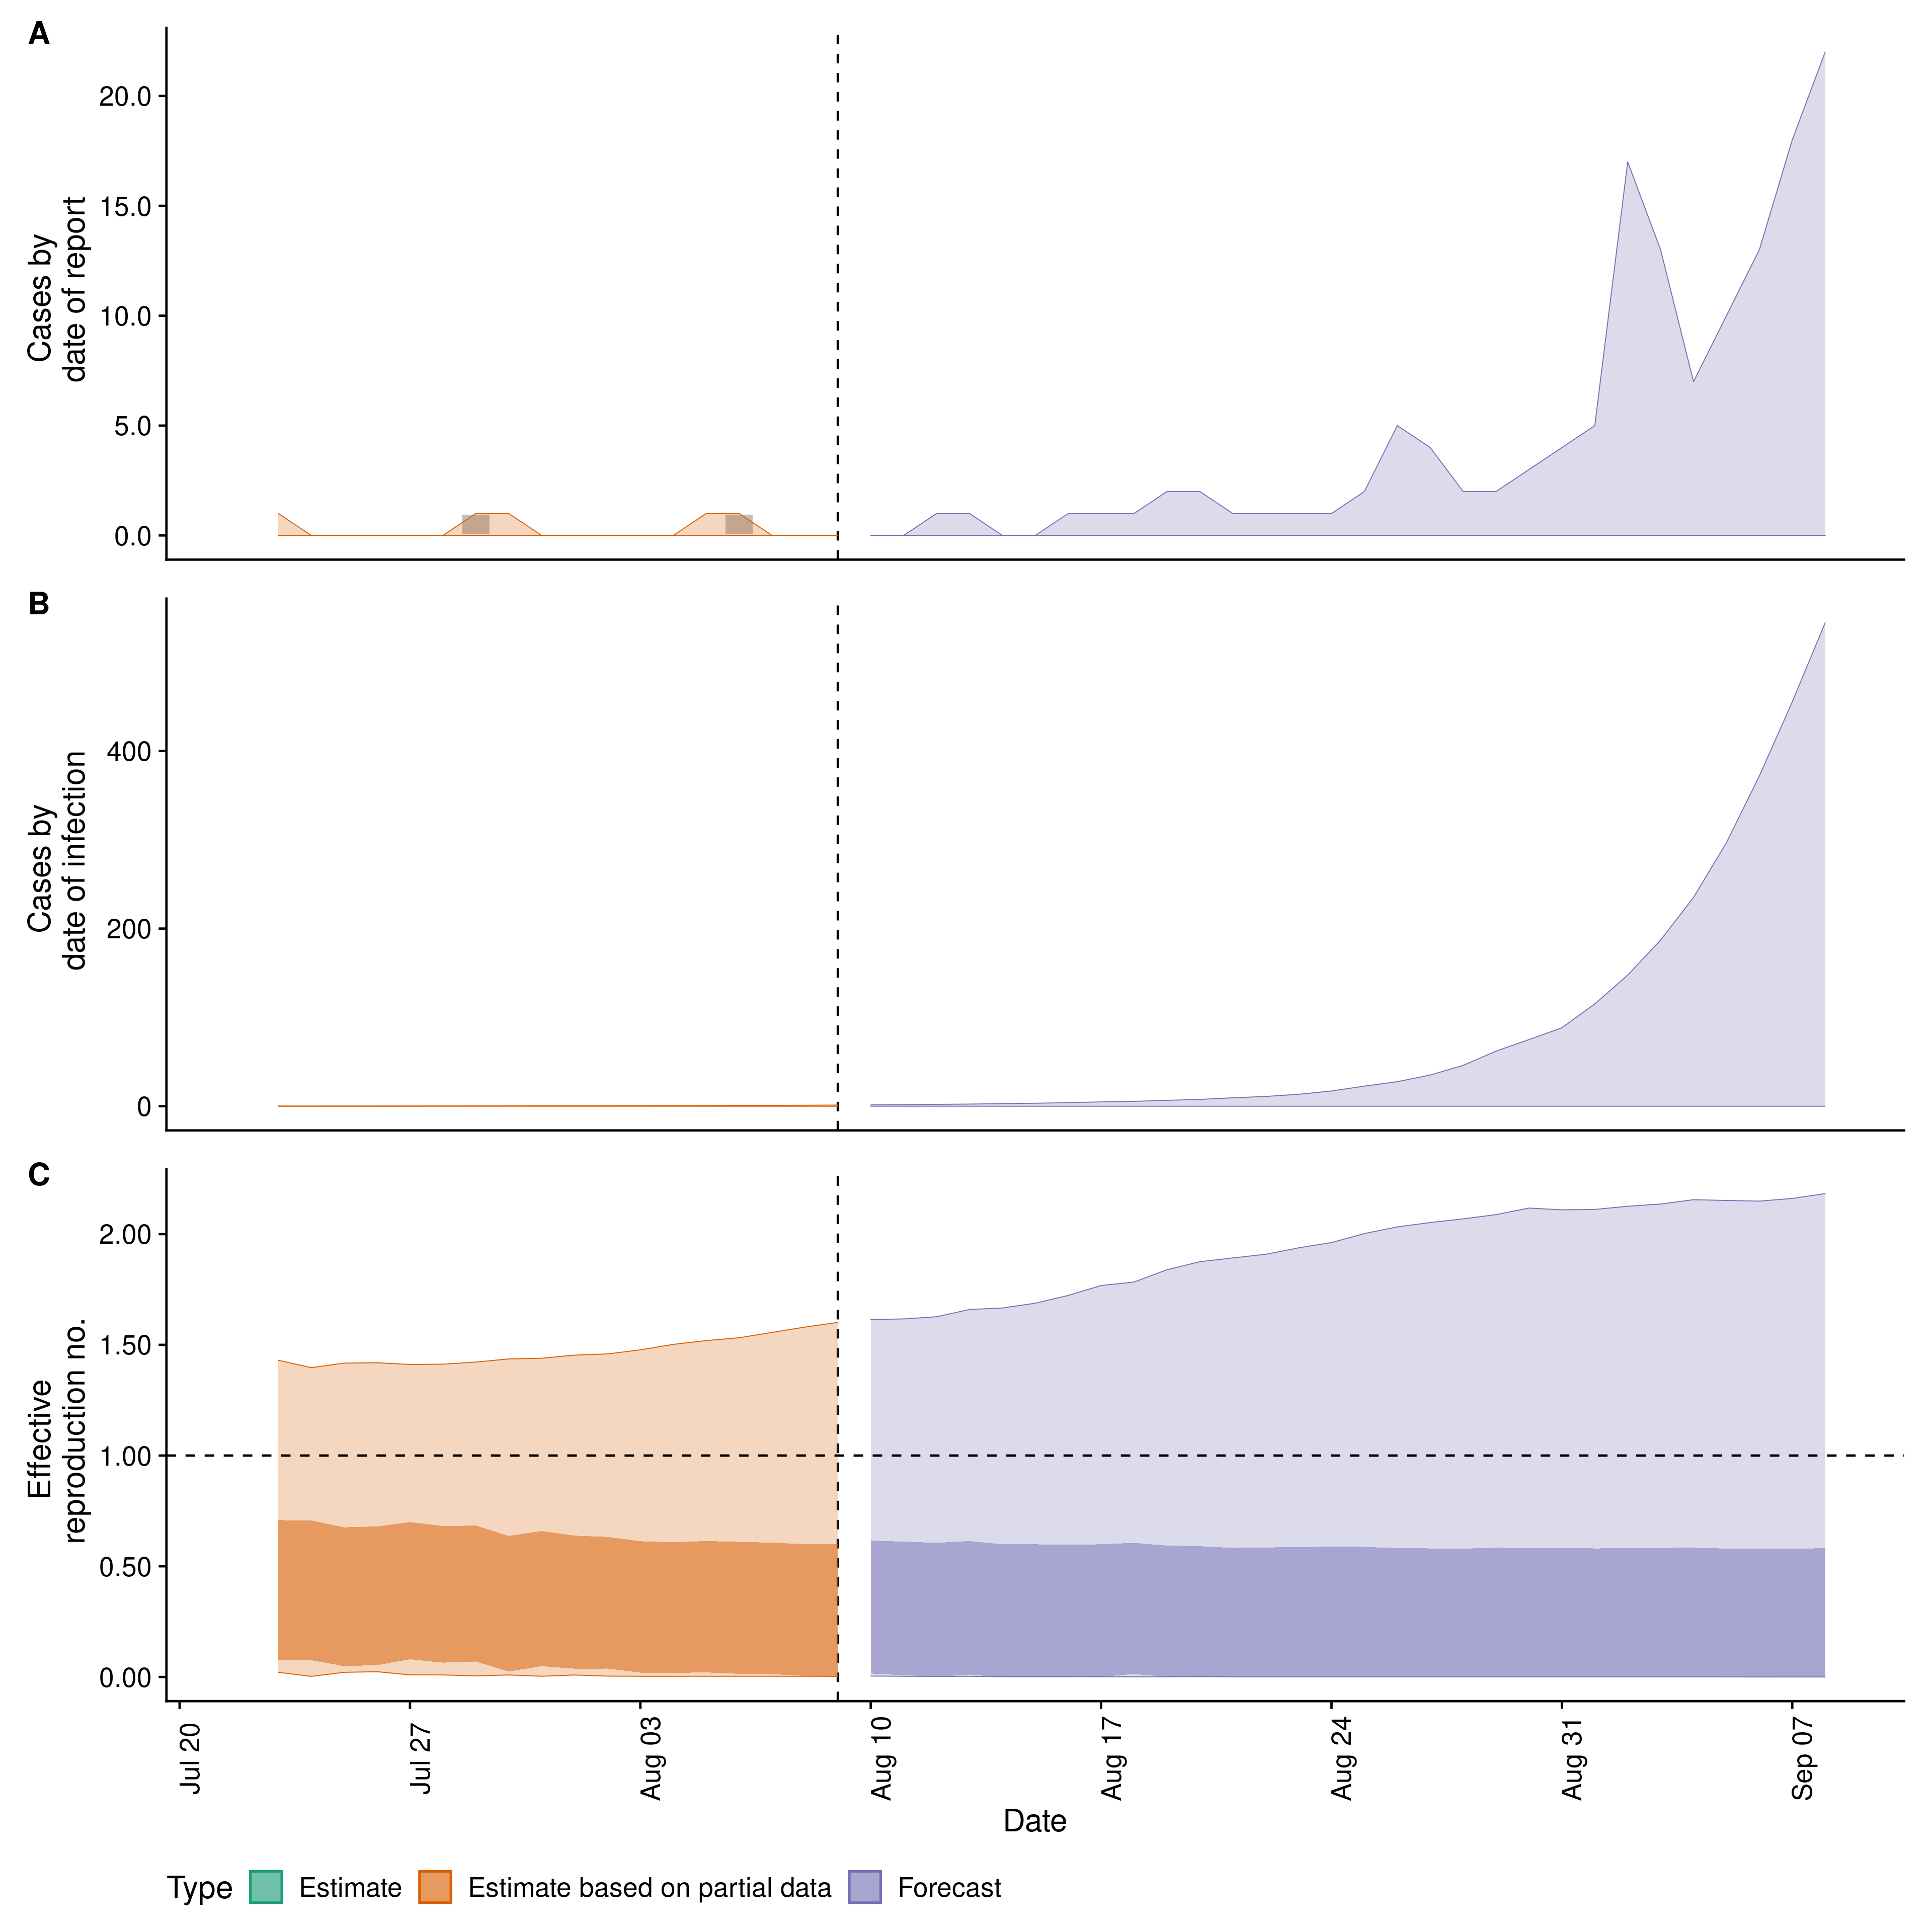 A
Cases by
date of report
20.0
15.0
10.0
5.0
0.0
B
Cases by
date of infection
400
200
0
C
Effective
reproduction no.
2.00
1.50
1.00
0.50
0.00
Jul 20
Jul 27
Aug 03
Aug 10
Aug 17
Aug 24
Aug 31
Sep 07
Date
Type Estimate Estimate based on partial data Forecast